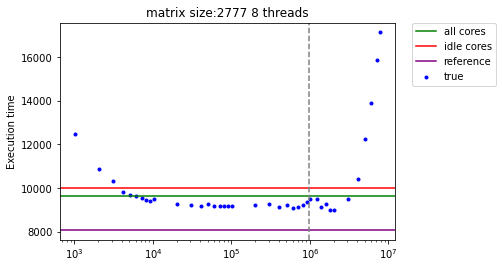 matrix size:2777 8 threads
Execution time
16000
14000
12000
10000
8000
10³
10⁴
10⁵
10⁶
10⁷
all cores
idle cores
reference
true